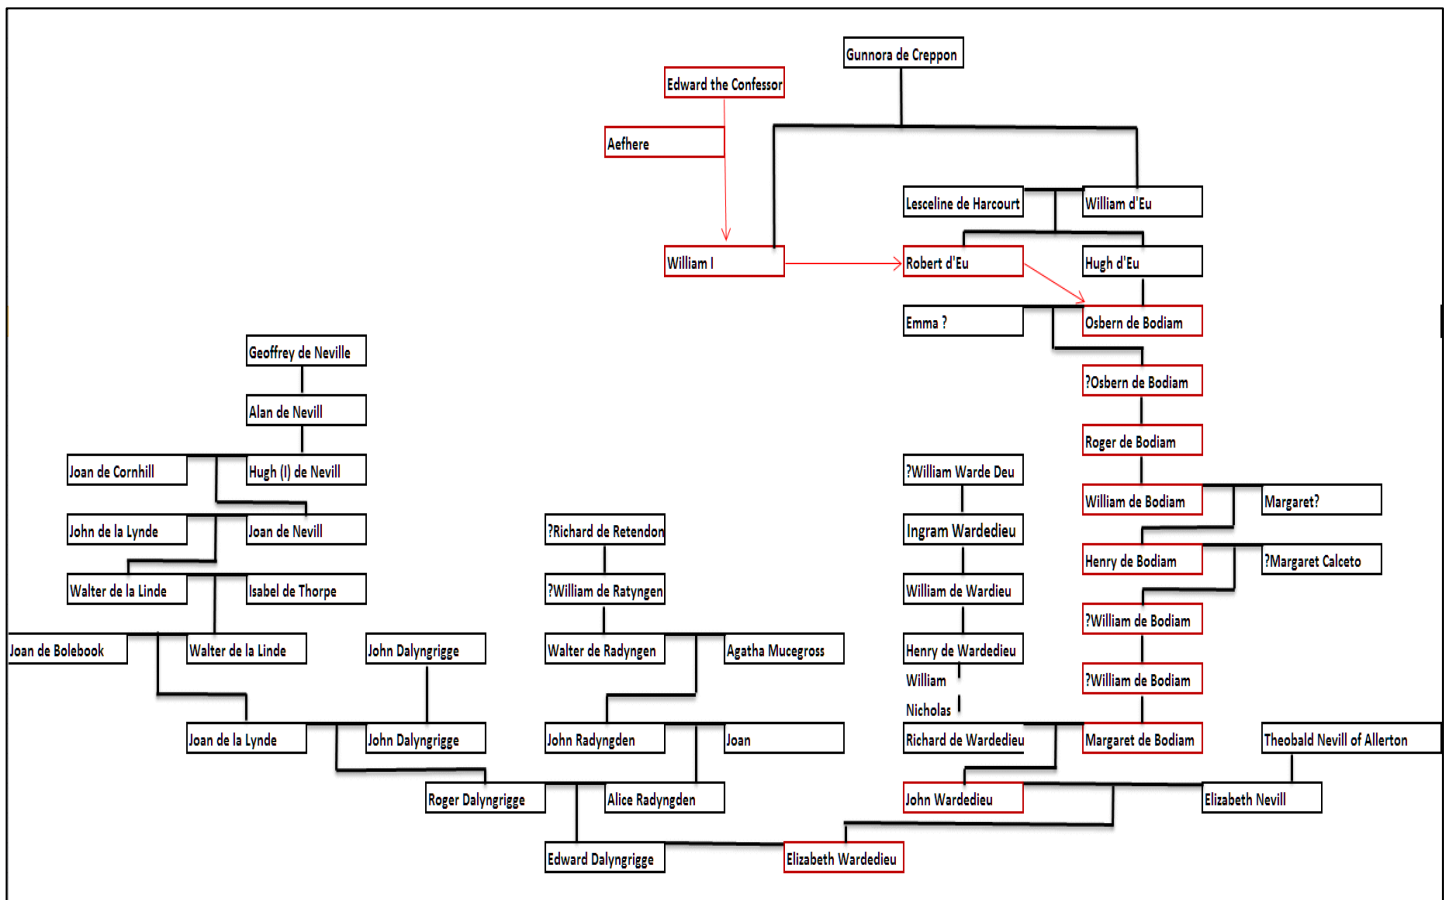 Gunnora de Creppon
Edward the Confessor
Aefhere
Lesceline de Harcourt
William d'Eu
William I
Robert d'Eu
Hugh d'Eu
Emma ?
Osbern de Bodiam
Geoffrey de Neville
?Osbern de Bodiam
Alan de Nevill
Roger de Bodiam
Joan de Cornhill
Hugh (I) de Nevill
?William Warde Deu
William de Bodiam
Margaret?
John de la Lynde
Joan de Nevill
?Richard de Retendon
Ingram Wardedieu
Henry de Bodiam
?Margaret Calceto
Walter de la Linde
Isabel de Thorpe
?William de Ratyngen
William de Wardieu
?William de Bodiam
Joan de Bolebook
Walter de la Linde
John Dalyngrigge
Walter de Radyngen
Agatha Mucegross
Henry de Wardedieu
William
?William de Bodiam
Nicholas
Joan de la Lynde
John Dalyngrigge
John Radyngden
Joan
Richard de Wardedieu
Margaret de Bodiam
Theobald Nevill of Allerton
Roger Dalyngrigge
Alice Radyngden
John Wardedieu
Elizabeth Nevill
Edward Dalyngrigge
Elizabeth Wardedieu